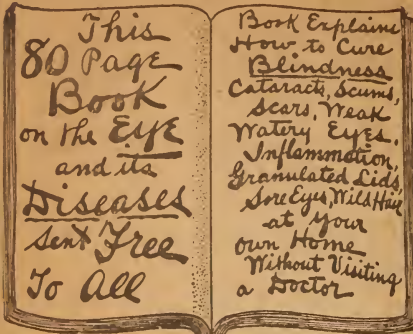 This
80 Page
Book
on the Eye
and its
Diseases
Sent Free
To All
Book Explains
How to Cure
Blindness
Cataracts, Scums,
Scars, Weak
Watery Eyes,
Inflammation,
Granulated Lids,
Sore Eyes, Wild Hair
at your
own Home
Without Visiting
a Doctor